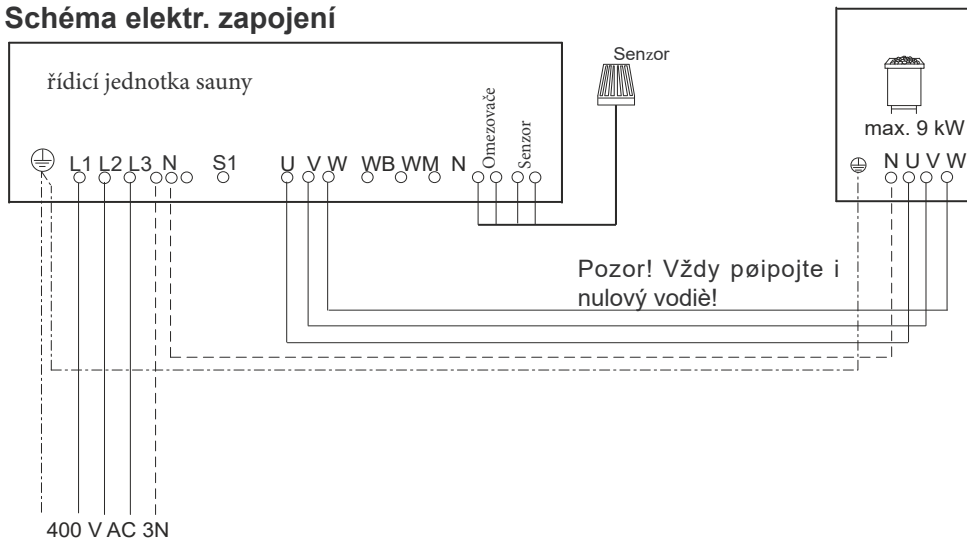 Schéma elektr. zapojení
řídicí jednotka sauny
L1 L2 L3 N S1 U V W WB WM N
Omezovače
Senzor
Senzor
max. 9 kW
N U V W
Pozor! Vždy pøipojte i
nulový vodiè!
400 V AC 3N